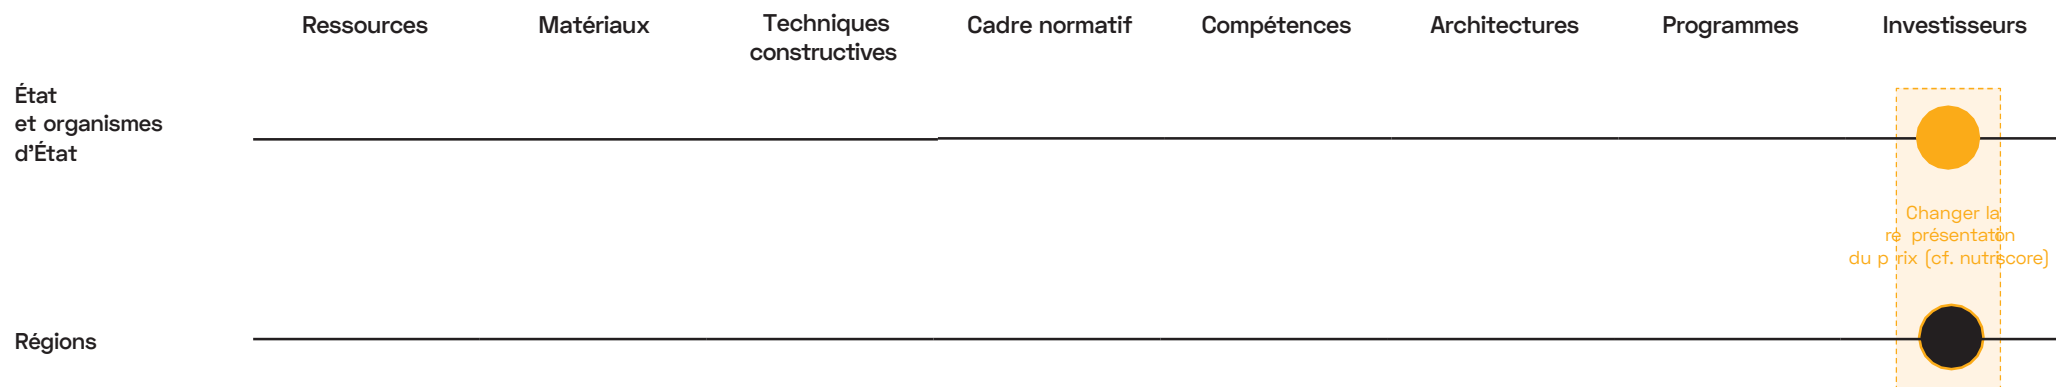 Ressources
Matériaux
Techniques
constructives
Cadre normatif
Compétences
Architectures
Programmes
Investisseurs
État
et organismes
d'État
Changer la
re présentation
du p rix (cf. nutriscore)
Régions